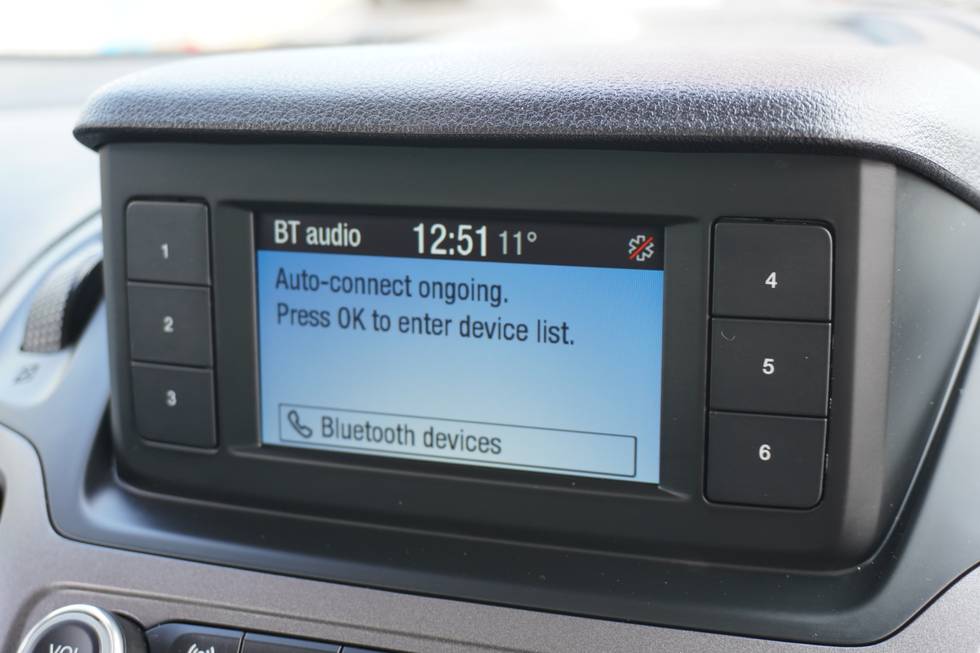 BT audio 12:51 11°
Auto-connect ongoing.
Press OK to enter device list.
Bluetooth devices
1
2
3
4
5
6
VOL